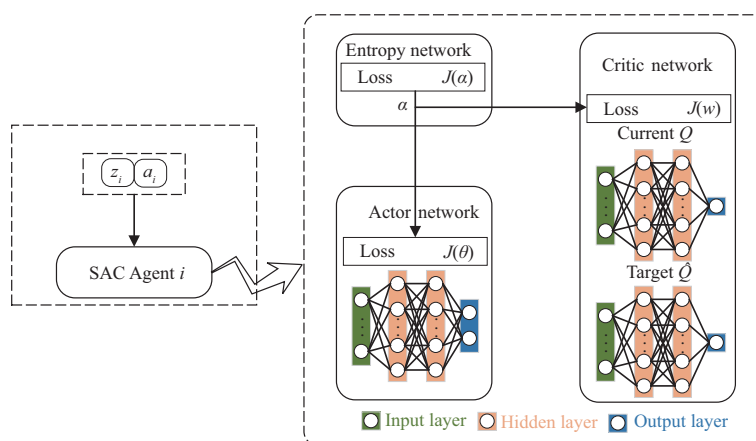 Entropy network
Loss J(α)
α
Critic network
Loss J(w)
Current Q
z_i a_i
SAC Agent i
Actor network
Loss J(θ)
Target Q̂
Input layer Hidden layer Output layer